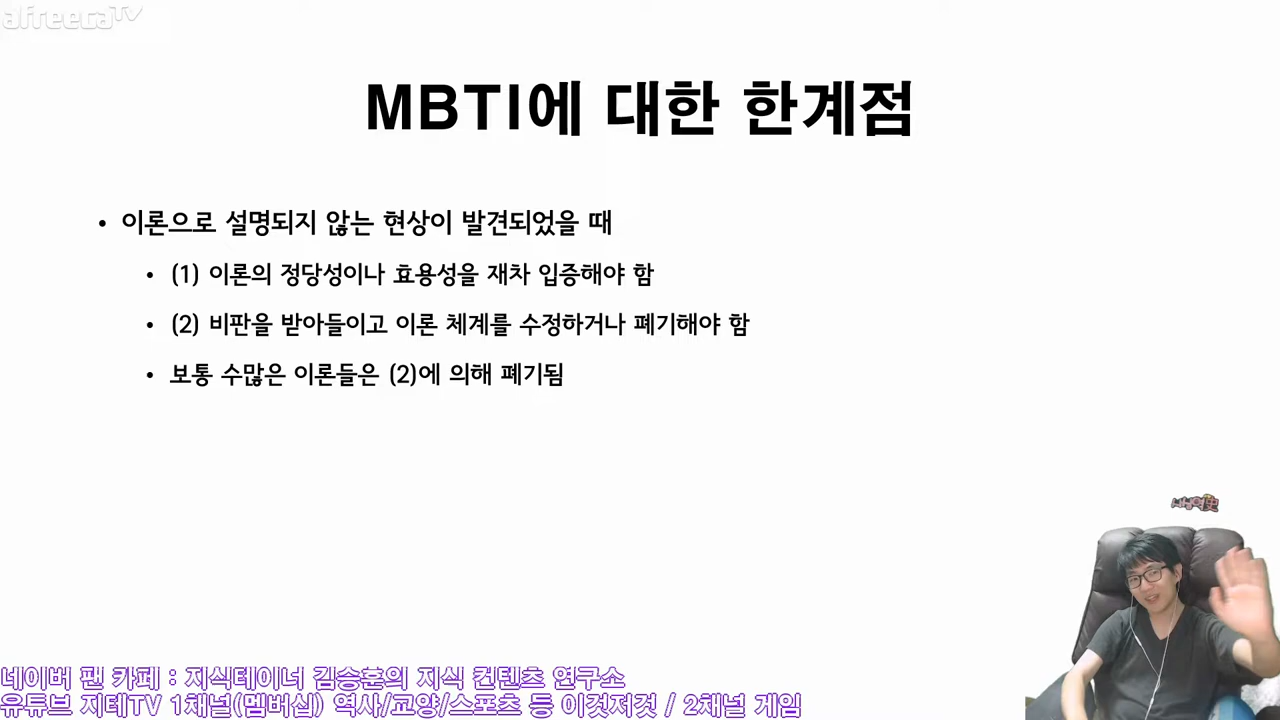 afreecaTV
MBTI에 대한 한계점
• 이론으로 설명되지 않는 현상이 발견되었을 때
• (1) 이론의 정당성이나 효용성을 재차 입증해야 함
• (2) 비판을 받아들이고 이론 체계를 수정하거나 폐기해야 함
• 보통 수많은 이론들은 (2)에 의해 폐기됨
네이버 팬 카페 : 지식테이너 김승훈의 지식 컨텐츠 연구소
유튜브 지테TV 1채널(멤버십) 역사/교양/스포츠 등 이것저것 / 2채널 게임